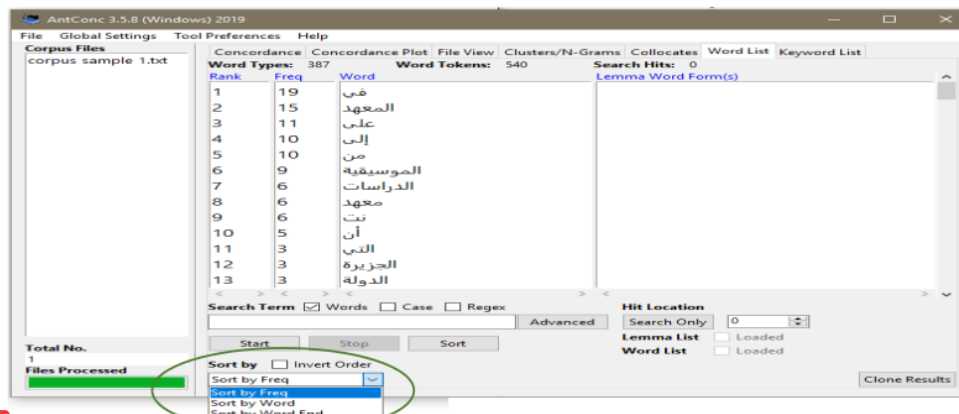 AntConc 3.5.8 (Windows) 2019
File Global Settings Tool Preferences Help
Corpus Files
corpus sample 1.txt
Concordance Concordance Plot File View Clusters/N-Grams Collocates Word List Keyword List
Word Types: 387 Word Tokens: 540 Search Hits: 0
Rank Freq Word Lemma Word Form(s)
1 19 في
2 15 المعهد
3 11 على
4 10 إلى
5 10 من
6 9 الموسيقية
7 6 الدراسات
8 6 معهد
9 6 نت
10 5 أن
11 3 التي
12 3 الجزيرة
13 3 الدولة
Search Term Words Case Regex Hit Location
Advanced Search Only 0
Start Stop Sort Lemma List Loaded
Word List Loaded
Total No.
1
Files Processed
Sort by Invert Order
Sort by Freq
Clone Results
Sort by Freq
Sort by Word
Sort by Word End